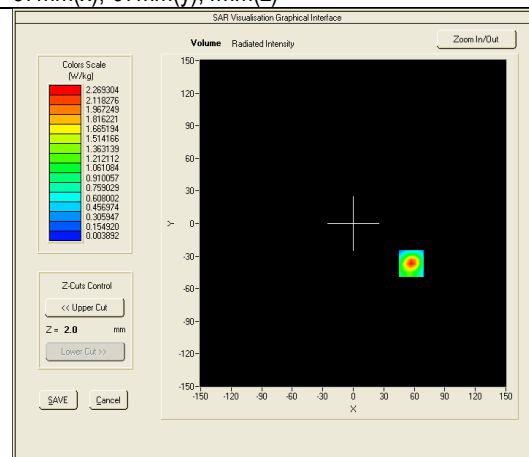 SAR Visualisation Graphical Interface
Volume Radiated Intensity
Zoom In/Out
Colors Scale
(W/kg)
2.269304
2.118276
1.967249
1.816221
1.665194
1.514166
1.363139
1.212112
1.061084
0.910057
0.759029
0.608002
0.456974
0.305947
0.154920
0.003892
Z-Cuts Control
<< Upper Cut
Z = 2.0 mm
Lower Cut >>
SAVE Cancel
150
120
90
60
30
0
-30
-60
-90
-120
-150
Y
-150 -120 -90 -60 -30 0 30 60 90 120 150
X